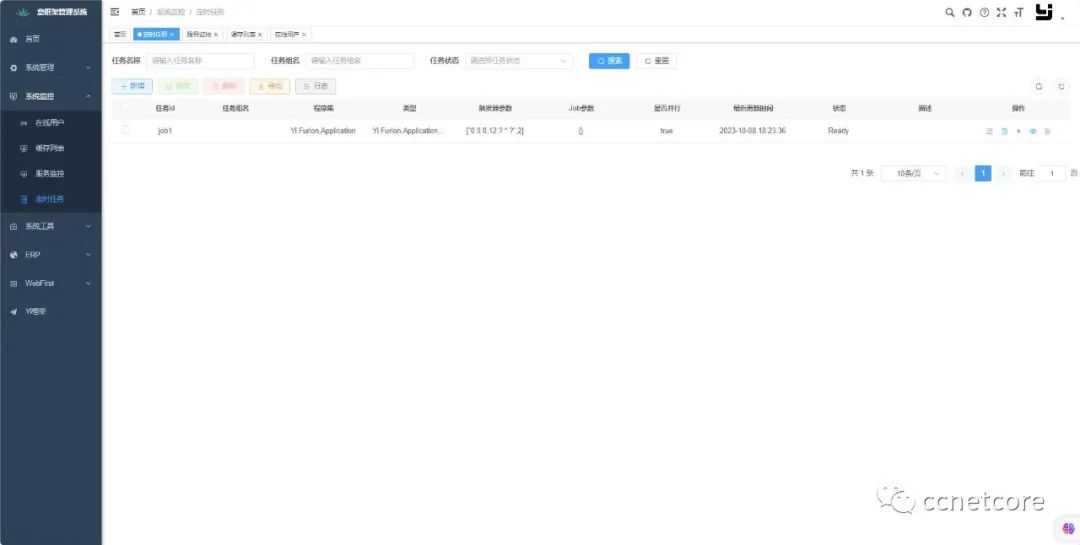 意框架管理系统
首页
系统管理
系统监控
在线用户
缓存列表
服务监控
定时任务
系统工具
ERP
WebFirst
Yi框架
首页 / 系统监控 / 定时任务
首页 定时任务 × 服务监控 × 缓存列表 × 在线用户 ×
任务名称 请输入任务名称 任务组名 请输入任务组名 任务状态 请选择任务状态 搜索 重置
+ 新增 修改 删除 导出 日志
任务Id 任务组名 程序集 类型 触发器参数 Job参数 是否并行 最后更新时间 状态 描述 操作
job1 Yi.Furion.Application Yi.Furion.Application... {} true 2023-10-08 18:23:36 Ready
共 1 条 10条/页 < 1 > 前往 1 页
ccnetcore